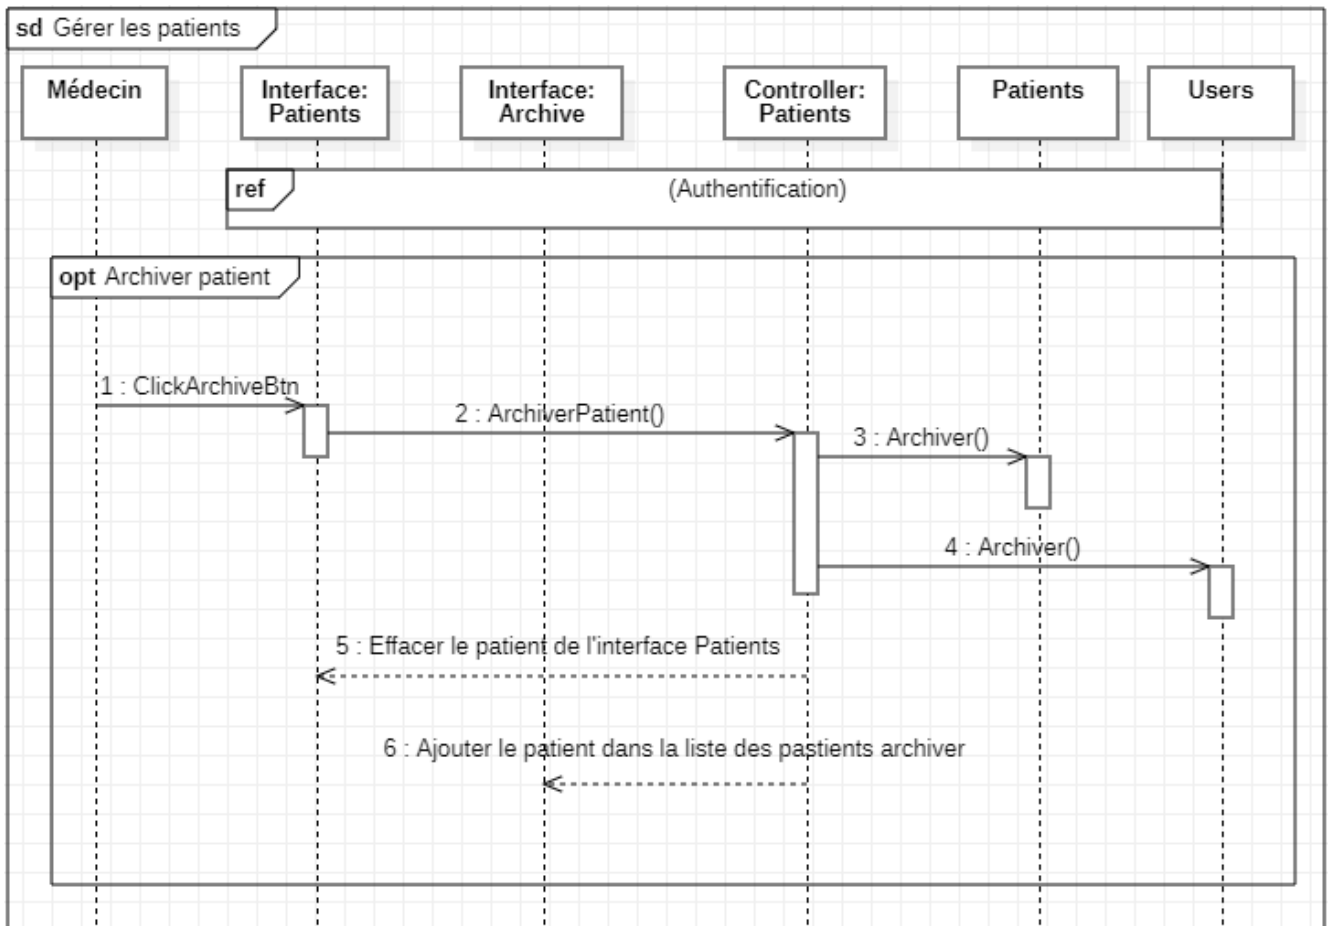 sd Gérer les patients
Médecin
Interface:
Patients
Interface:
Archive
Controller:
Patients
Patients
Users
ref
(Authentification)
opt Archiver patient
1 : ClickArchiveBtn
2 : ArchiverPatient()
3 : Archiver()
4 : Archiver()
5 : Effacer le patient de l'interface Patients
6 : Ajouter le patient dans la liste des pastients archiver